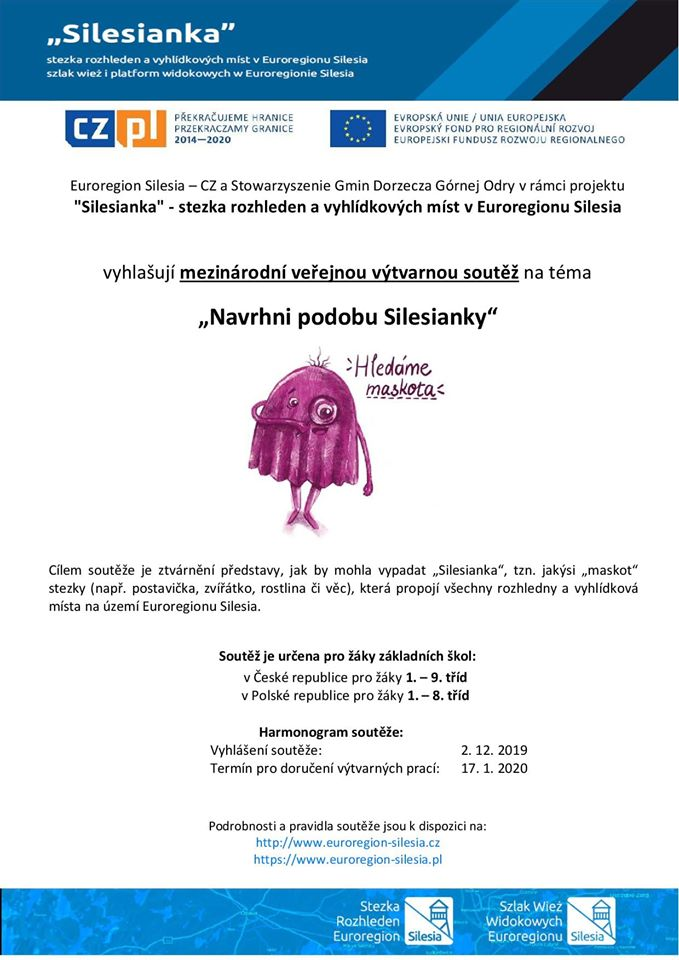 „Silesianka”
stezka rozhleden a vyhlídkových míst v Euroregionu Silesia
szlak wież i platform widokowych w Euroregionie Silesia
CZ PL
PŘEKRAČUJEME HRANICE
PRZEKRACZAMY GRANICE
2014—2020
EVROPSKÁ UNIE / UNIA EUROPEJSKA
EVROPSKÝ FOND PRO REGIONÁLNÍ ROZVOJ
EUROPEJSKI FUNDUSZ ROZWOJU REGIONALNEGO
Euroregion Silesia – CZ a Stowarzyszenie Gmin Dorzecza Górnej Odry v rámci projektu
"Silesianka" - stezka rozhleden a vyhlídkových míst v Euroregionu Silesia
vyhlašují mezinárodní veřejnou výtvarnou soutěž na téma
„Navrhni podobu Silesianky“
Hledáme
maskota
Cílem soutěže je ztvárnění představy, jak by mohla vypadat „Silesianka“, tzn. jakýsi „maskot“
stezky (např. postavička, zvířátko, rostlina či věc), která propojí všechny rozhledny a vyhlídková
místa na území Euroregionu Silesia.
Soutěž je určena pro žáky základních škol:
v České republice pro žáky 1. – 9. tříd
v Polské republice pro žáky 1. – 8. tříd
Harmonogram soutěže:
Vyhlášení soutěže: 2. 12. 2019
Termín pro doručení výtvarných prací: 17. 1. 2020
Podrobnosti a pravidla soutěže jsou k dispozici na:
http://www.euroregion-silesia.cz
https://www.euroregion-silesia.pl
Stezka
Rozhleden
Euroregion Silesia
Szlak Wież
Widokowych
Euroregionu Silesia